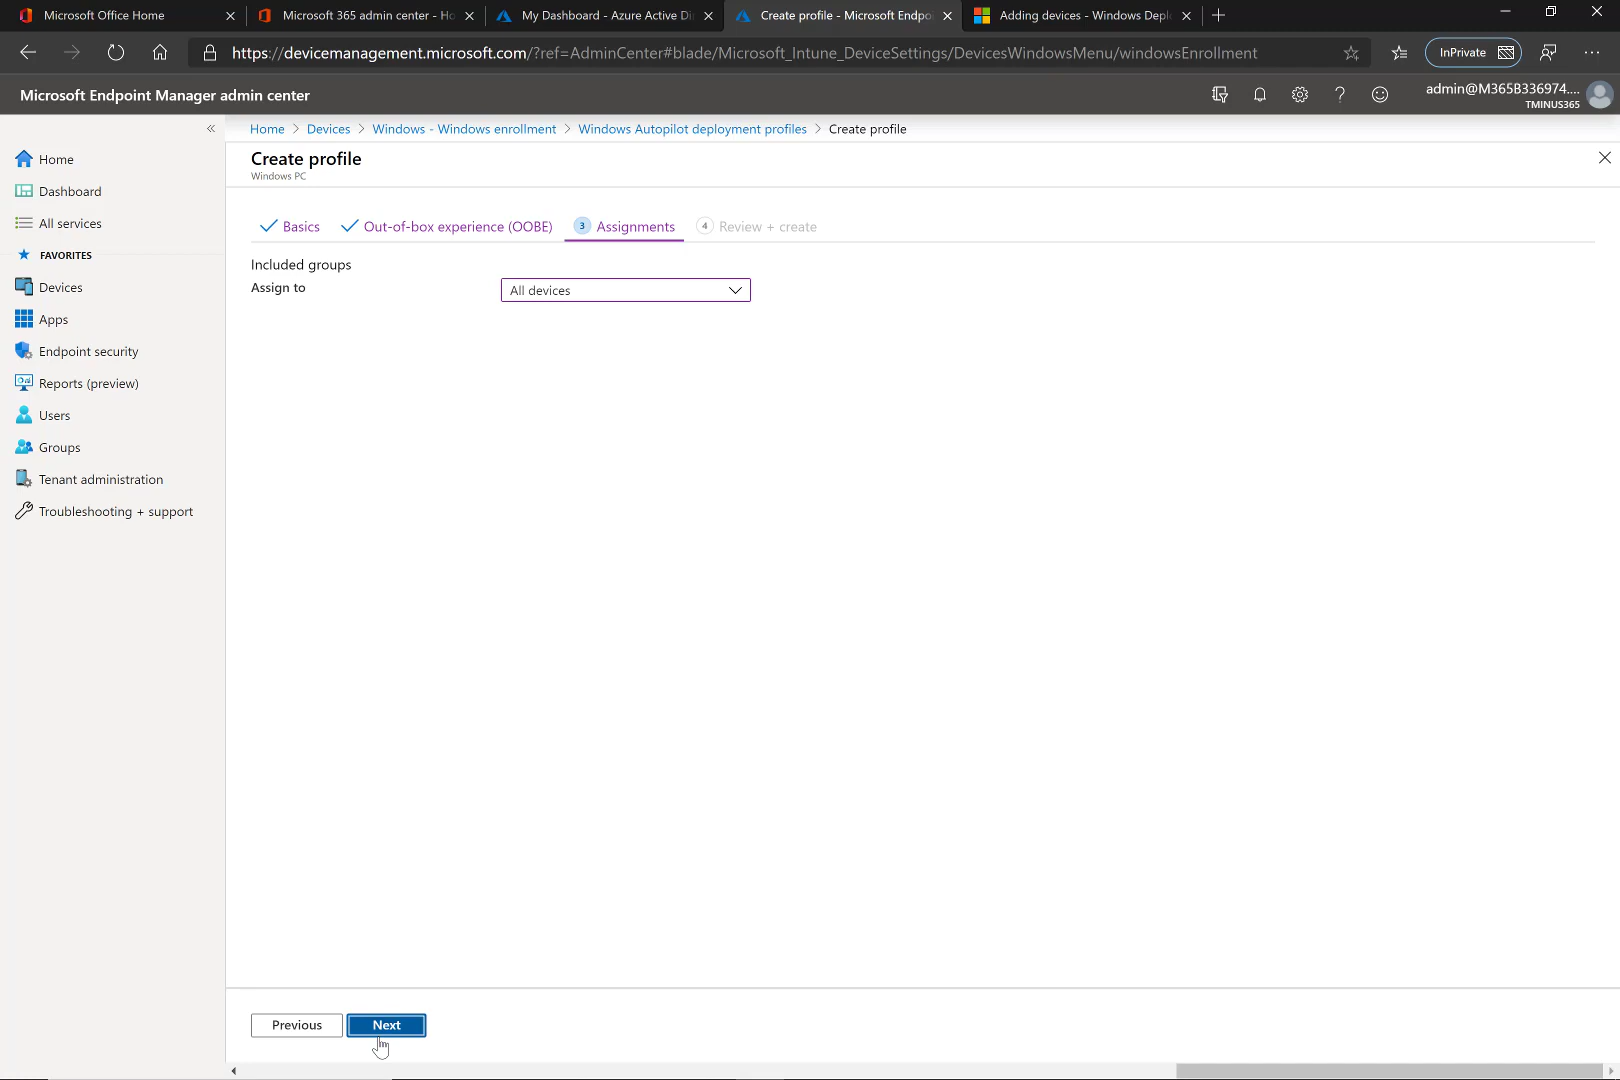 Microsoft Office Home
Microsoft 365 admin center - Ho
My Dashboard - Azure Active Di
Create profile - Microsoft Endpo
Adding devices - Windows Depl
https://devicemanagement.microsoft.com/?ref=AdminCenter#blade/Microsoft_Intune_DeviceSettings/DevicesWindowsMenu/windowsEnrollment
InPrivate
Microsoft Endpoint Manager admin center
admin@M365B336974....
TMINUS365
Home > Devices > Windows - Windows enrollment > Windows Autopilot deployment profiles > Create profile
Create profile
Windows PC
Home
Dashboard
All services
FAVORITES
Devices
Apps
Endpoint security
Reports (preview)
Users
Groups
Tenant administration
Troubleshooting + support
Basics
Out-of-box experience (OOBE)
3 Assignments
4 Review + create
Included groups
Assign to
All devices
Previous
Next